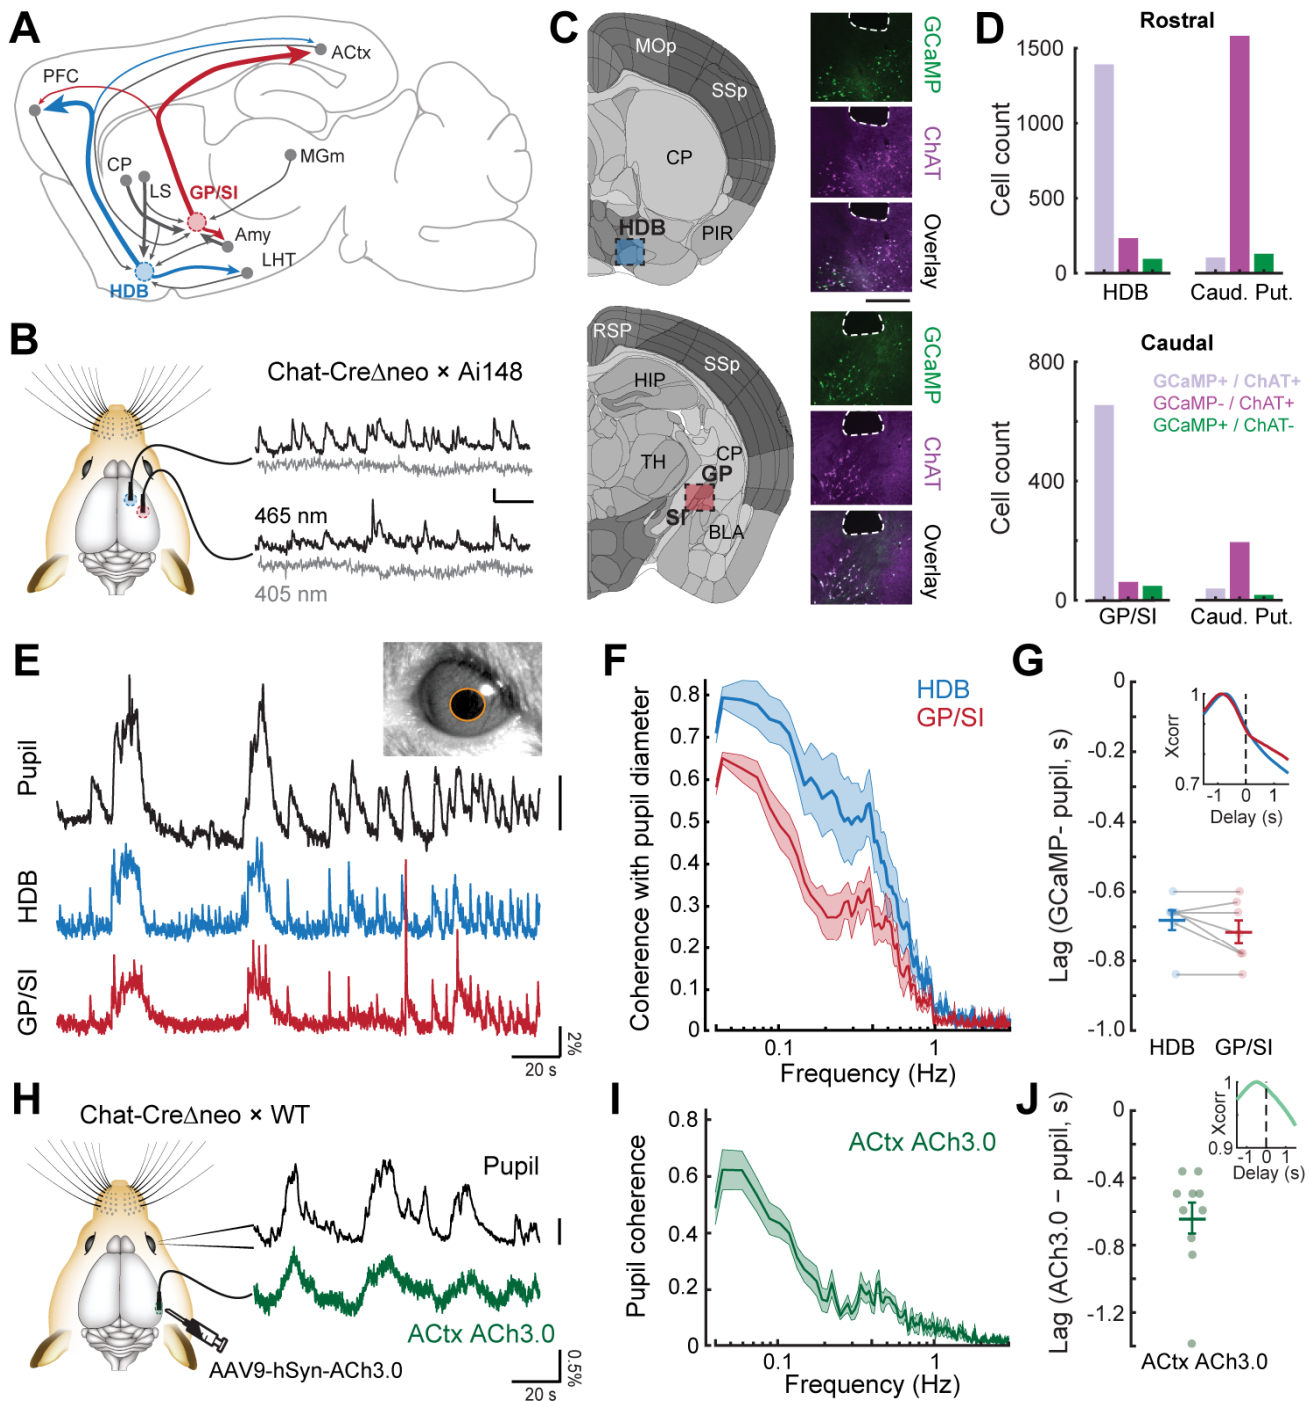 A
ACtx
PFC
CP
LS
MGm
GP/SI
Amy
LHT
HDB
B
Chat-CreΔneo × Ai148
465 nm
405 nm
C
MOp
SSp
CP
HDB
PIR
GCaMP
ChAT
Overlay
RSP
SSp
HIP
TH
CP
GP
SI
BLA
GCaMP
ChAT
Overlay
D
Rostral
1500
1000
500
0
Cell count
HDB
Caud. Put.
Caudal
800
400
0
Cell count
GCaMP+ / ChAT+
GCaMP- / ChAT+
GCaMP+ / ChAT-
GP/SI
Caud. Put.
E
Pupil
HDB
GP/SI
2%
20 s
F
HDB
GP/SI
Coherence with pupil diameter
0.8
0.7
0.6
0.5
0.4
0.3
0.2
0.1
0
0.1
1
Frequency (Hz)
G
Lag (GCaMP- pupil, s)
0
-0.2
-0.4
-0.6
-0.8
-1.0
HDB
GP/SI
Xcorr
1
0.7
-1
0
1
Delay (s)
H
Chat-CreΔneo × WT
Pupil
ACtx ACh3.0
AAV9-hSyn-ACh3.0
0.5%
20 s
I
ACtx ACh3.0
Pupil coherence
0.8
0.6
0.4
0.2
0
0.1
1
Frequency (Hz)
J
Lag (ACh3.0 – pupil, s)
0
-0.4
-0.8
-1.2
ACtx ACh3.0
Xcorr
1
0.9
-1
0
1
Delay (s)